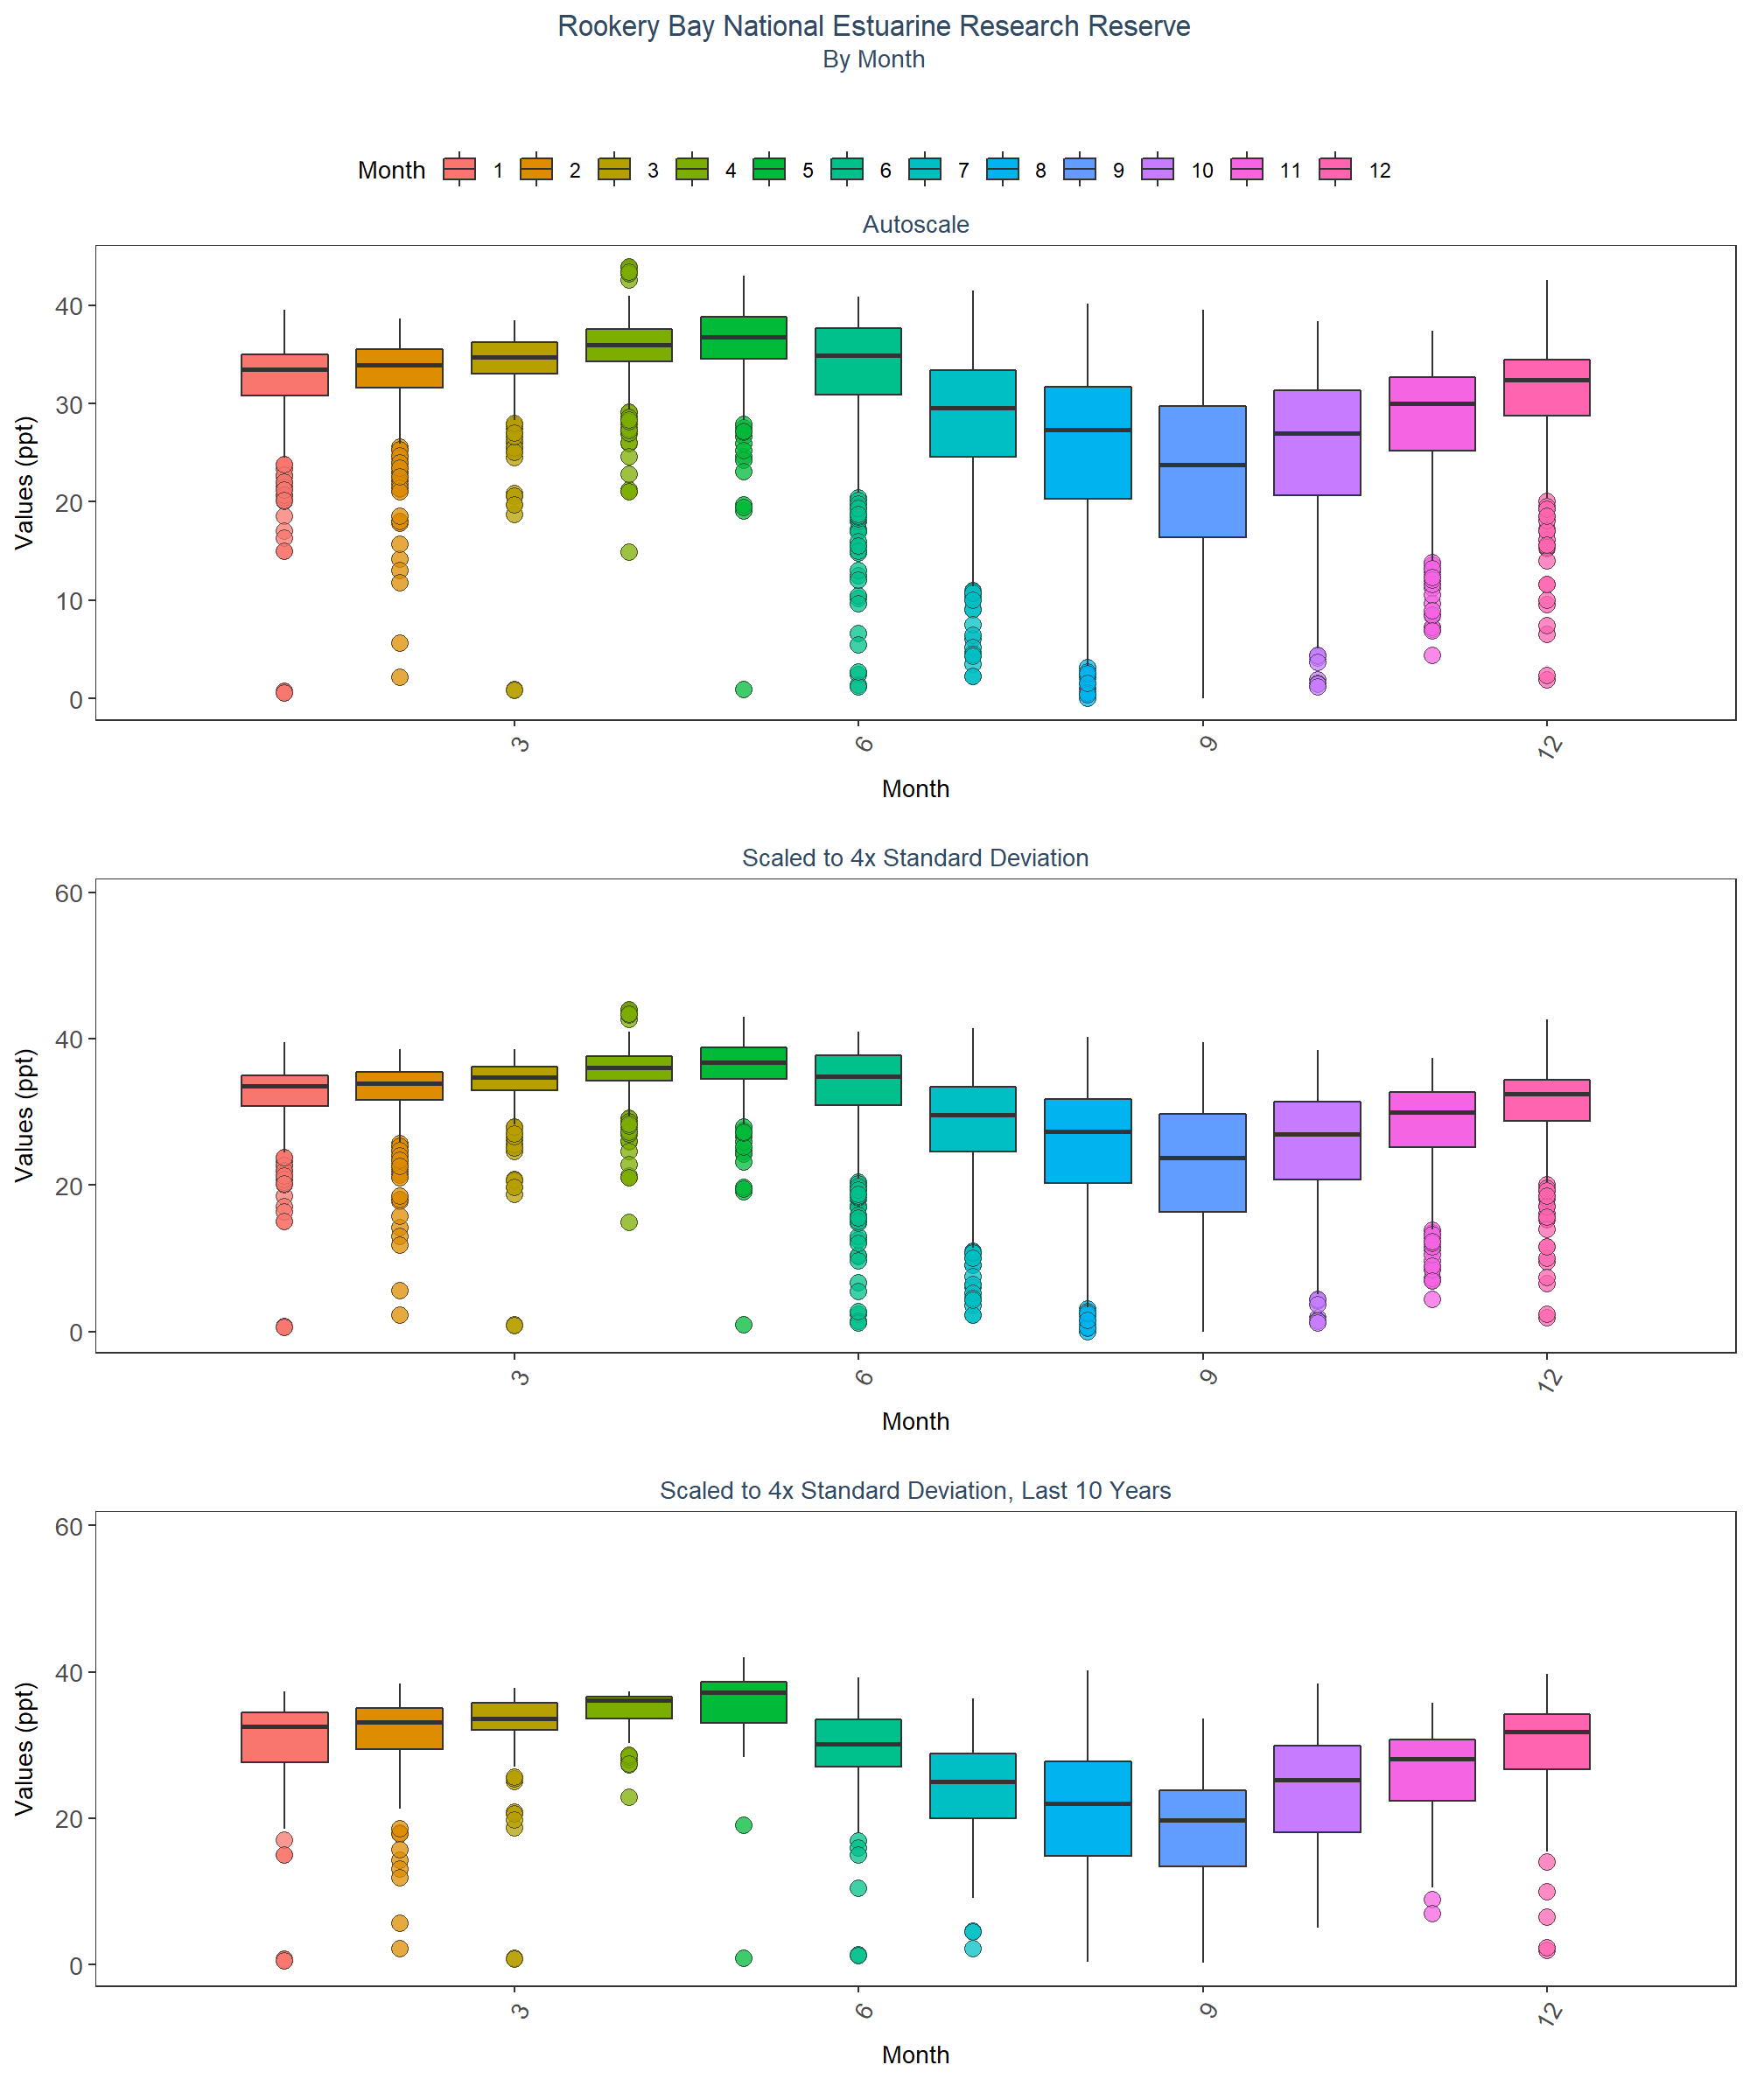 Rookery Bay National Estuarine Research Reserve
By Month
Month 1 2 3 4 5 6 7 8 9 10 11 12
Autoscale
Values (ppt)
40
30
20
10
0
3 6 9 12
Month
Scaled to 4x Standard Deviation
Values (ppt)
60
40
20
0
3 6 9 12
Month
Scaled to 4x Standard Deviation, Last 10 Years
Values (ppt)
60
40
20
0
3 6 9 12
Month